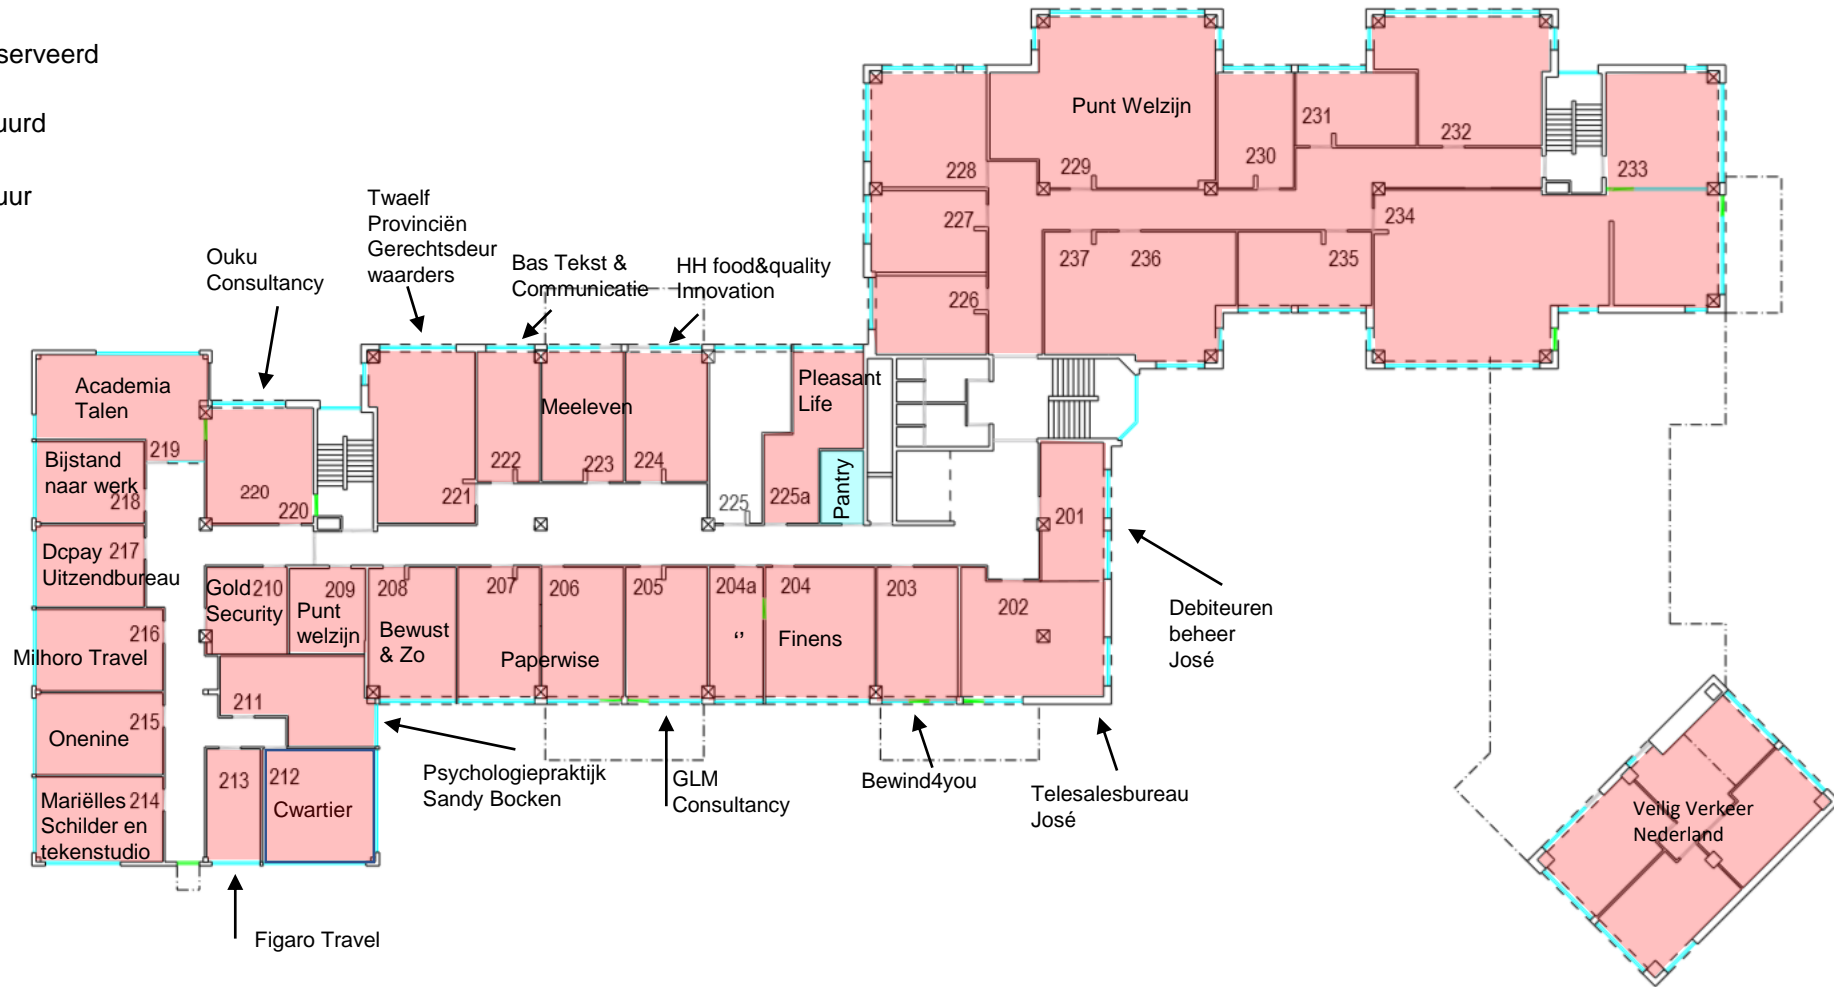 serveerd
uurd
uur
Punt Welzijn
228
229
230
231
232
233
227
226
237
236
235
234
Twaelf
Provinciën
Gerechtsdeur
waarders
Ouku
Consultancy
Bas Tekst &
Communicatie
HH food&quality
Innovation
Academia
Talen
219
Bijstand
naar werk
218
220
220
221
222
Meeleven
223
224
225
Pleasant
Life
225a
Pantry
201
Dcpay 217
Uitzendbureau
Gold 210
Security
209
Punt
welzijn
208
Bewust
& Zo
207
206
Paperwise
205
204a
‘’
204
Finens
203
202
216
Milhoro Travel
211
215
Onenine
213
212
Cwartier
Mariëlles 214
Schilder en
tekenstudio
Psychologiepraktijk
Sandy Bocken
GLM
Consultancy
Bewind4you
Telesalesbureau
José
Debiteuren
beheer
José
Figaro Travel
Veilig Verkeer
Nederland